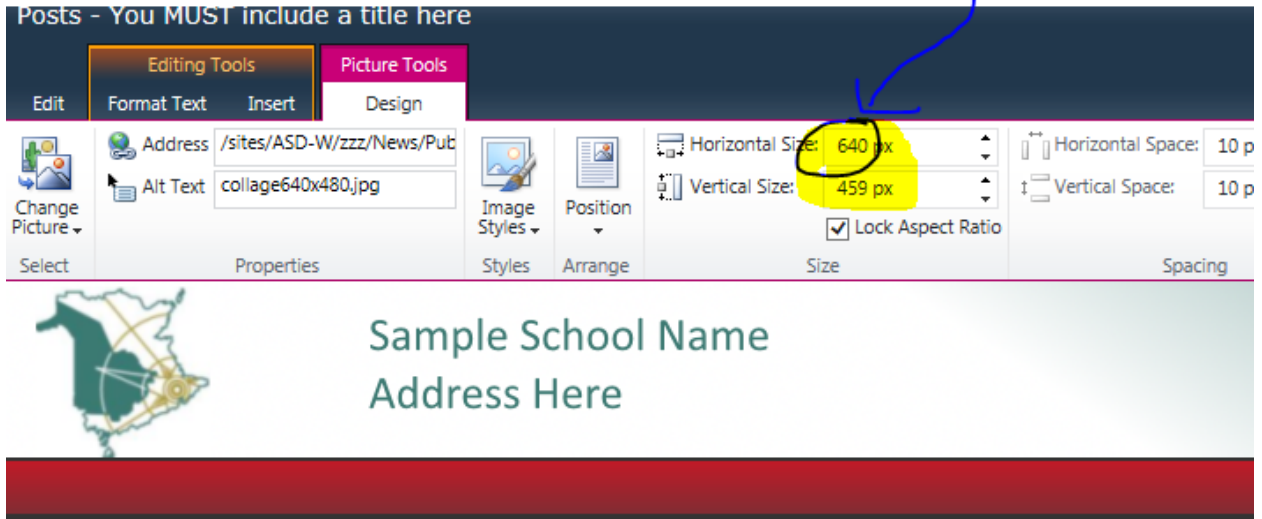 Posts - You MUST include a title here
Editing Tools Picture Tools
Edit Format Text Insert Design
Address /sites/ASD-W/zzz/News/Pub
Alt Text collage640x480.jpg
Change Picture
Image Styles
Position
Horizontal Size: 640 px
Vertical Size: 459 px
Lock Aspect Ratio
Horizontal Space: 10 p
Vertical Space: 10 p
Select Properties Styles Arrange Size Spacing
Sample School Name
Address Here